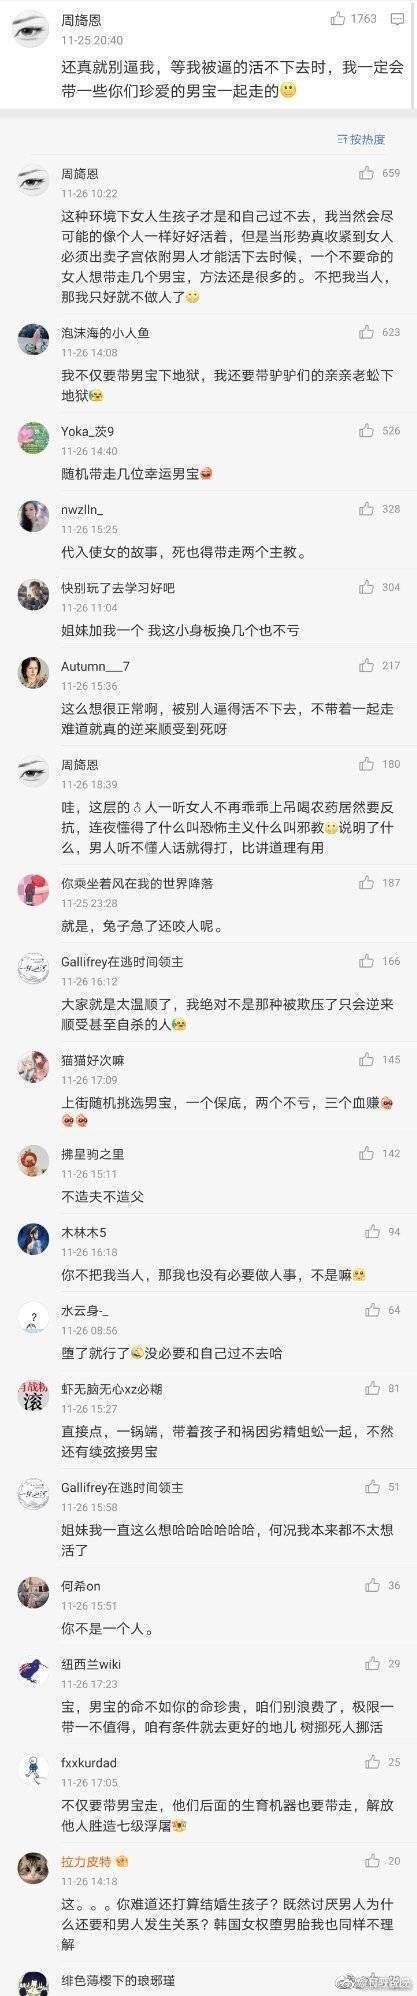 周旖恩
1763
11-25 20:40
还真就别逼我，等我被逼的活不下去时，我一定会
带一些你们珍爱的男宝一起走的
按热度
周旖恩
659
11-26 10:22
这种环境下女人生孩子才是和自己过不去，我当然会尽
可能的像个人一样好好活着，但是当形势真收紧到女人
必须出卖子宫依附男人才能活下去时候，一个不要命的
女人想带走几个男宝，方法还是很多的。不把我当人，
那我只好就不做人了
泡沫海的小人鱼
623
11-26 14:08
我不仅要带男宝下地狱，我还要带驴驴们的亲亲老蚣下
地狱
Yoka_茨9
526
11-26 14:40
随机带走几位幸运男宝
nwzlln_
328
11-26 15:25
代入使女的故事，死也得带走两个主教。
快别玩了去学习好吧
304
11-26 11:04
姐妹加我一个 我这小身板换几个也不亏
Autumn___7
217
11-26 15:36
这么想很正常啊，被别人逼得活不下去，不带着一起走
难道就真的逆来顺受到死呀
周旖恩
180
11-26 18:39
哇，这层的♂人一听女人不再乖乖上吊喝农药居然要反
抗，连夜懂得了什么叫恐怖主义什么叫邪教 说明了什
么，男人听不懂人话就得打，比讲道理有用
你乘坐着风在我的世界降落
187
11-25 23:28
就是，兔子急了还咬人呢。
Gallifrey在逃时间领主
166
11-26 16:12
大家就是太温顺了，我绝对不是那种被欺压了只会逆来
顺受甚至自杀的人
猫猫好次嘛
145
11-26 17:09
上街随机挑选男宝，一个保底，两个不亏，三个血赚
拂星驹之里
142
11-26 15:11
不造夫不造父
木林木5
94
11-26 16:18
你不把我当人，那我也没有必要做人事，不是嘛
水云身-_
64
11-26 08:56
堕了就行了 没必要和自己过不去哈
虾无脑无心xz必糊
81
11-26 15:27
直接点，一锅端，带着孩子和祸因劣精蛆蚣一起，不然
还有续弦接男宝
Gallifrey在逃时间领主
51
11-26 15:58
姐妹我一直这么想哈哈哈哈哈哈，何况我本来都不太想
活了
何希on
36
11-26 15:51
你不是一个人。
纽西兰wiki
29
11-26 17:23
宝，男宝的命不如你的命珍贵，咱们别浪费了，极限一
带一不值得，咱有条件就去更好的地儿 树挪死人挪活
fxxkurdad
25
11-26 17:05
不仅要带男宝走，他们后面的生育机器也要带走，解放
他人胜造七级浮屠
拉力皮特
20
11-26 14:18
这。。。你难道还打算结婚生孩子？既然讨厌男人为什
么还要和男人发生关系？韩国女权堕男胎我也同样不理
解
绯色薄樱下的琅琊瑾